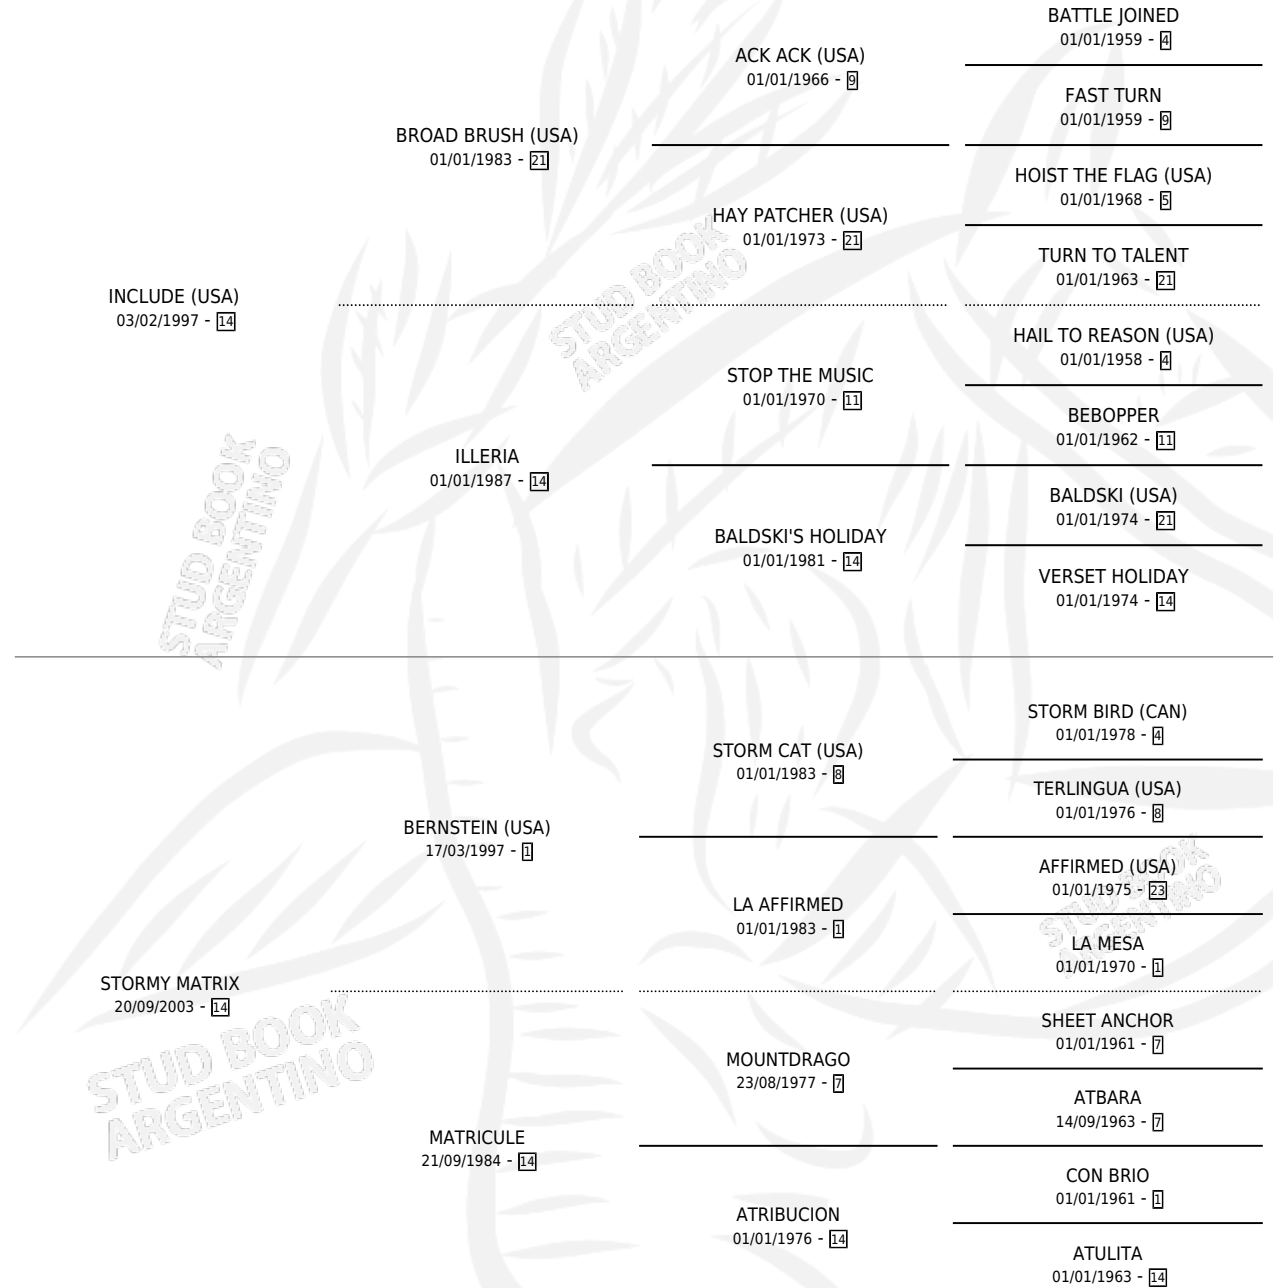 BATTLE JOINED
01/01/1959 - 4
ACK ACK (USA)
01/01/1966 - 9
FAST TURN
01/01/1959 - 9
BROAD BRUSH (USA)
01/01/1983 - 21
HOIST THE FLAG (USA)
01/01/1968 - 5
HAY PATCHER (USA)
01/01/1973 - 21
TURN TO TALENT
01/01/1963 - 21
INCLUDE (USA)
03/02/1997 - 14
STUD BOOK
ARGENTINO
HAIL TO REASON (USA)
01/01/1958 - 4
STOP THE MUSIC
01/01/1970 - 11
BEBOPPER
01/01/1962 - 11
ILLERIA
01/01/1987 - 14
BALDSKI (USA)
01/01/1974 - 21
BALDSKI'S HOLIDAY
01/01/1981 - 14
VERSET HOLIDAY
01/01/1974 - 14
STUD BOOK
ARGENTINO
STORM BIRD (CAN)
01/01/1978 - 4
STORM CAT (USA)
01/01/1983 - 8
TERLINGUA (USA)
01/01/1976 - 8
BERNSTEIN (USA)
17/03/1997 - 1
AFFIRMED (USA)
01/01/1975 - 23
LA AFFIRMED
01/01/1983 - 1
STUD BOOK
ARGENTINO
LA MESA
01/01/1970 - 1
STORMY MATRIX
20/09/2003 - 14
SHEET ANCHOR
01/01/1961 - 7
MOUNTDRAGO
23/08/1977 - 7
STUD BOOK
ARGENTINO
ATBARA
14/09/1963 - 7
MATRICULE
21/09/1984 - 14
CON BRIO
01/01/1961 - 1
ATRIBUCION
01/01/1976 - 14
ATULITA
01/01/1963 - 14